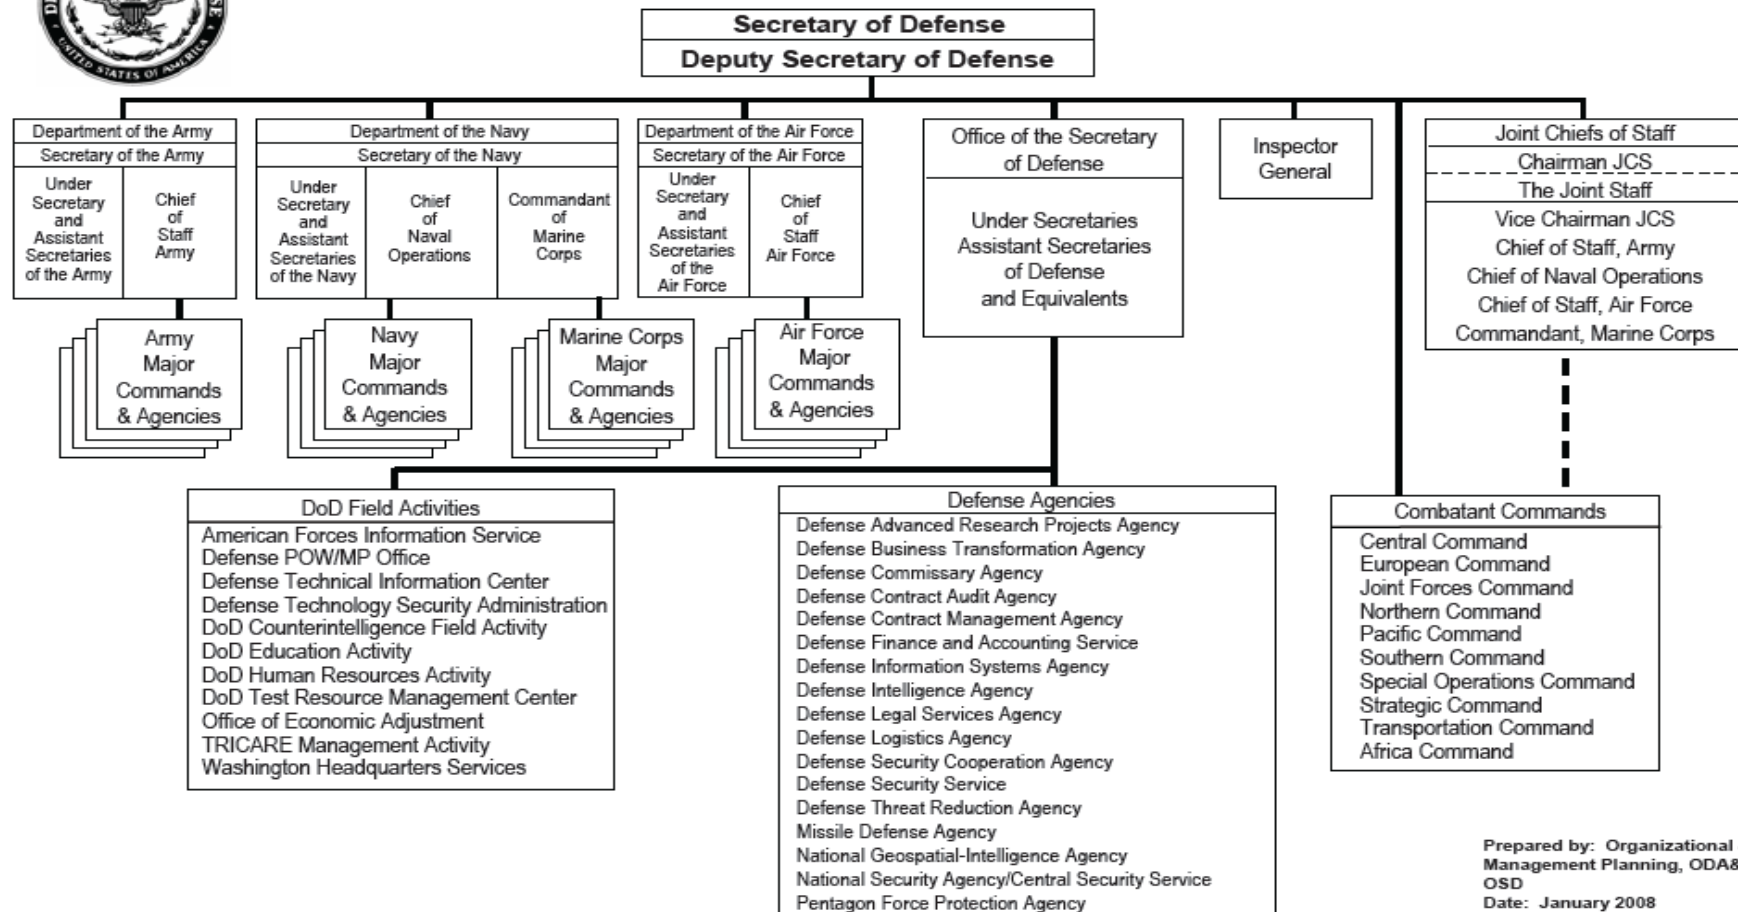 UNITED STATES OF AMERICA
Secretary of Defense
Deputy Secretary of Defense
Department of the Army
Secretary of the Army
Under
Secretary
and
Assistant
Secretaries
of the Army
Chief
of
Staff
Army
Army
Major
Commands
& Agencies
Department of the Navy
Secretary of the Navy
Under
Secretary
and
Assistant
Secretaries
of the Navy
Chief
of
Naval
Operations
Commandant
of
Marine
Corps
Navy
Major
Commands
& Agencies
Marine Corps
Major
Commands
& Agencies
Department of the Air Force
Secretary of the Air Force
Under
Secretary
and
Assistant
Secretaries
of the
Air Force
Chief
of
Staff
Air Force
Air Force
Major
Commands
& Agencies
Office of the Secretary
of Defense
Under Secretaries
Assistant Secretaries
of Defense
and Equivalents
Inspector
General
Joint Chiefs of Staff
Chairman JCS
The Joint Staff
Vice Chairman JCS
Chief of Staff, Army
Chief of Naval Operations
Chief of Staff, Air Force
Commandant, Marine Corps
DoD Field Activities
American Forces Information Service
Defense POW/MP Office
Defense Technical Information Center
Defense Technology Security Administration
DoD Counterintelligence Field Activity
DoD Education Activity
DoD Human Resources Activity
DoD Test Resource Management Center
Office of Economic Adjustment
TRICARE Management Activity
Washington Headquarters Services
Defense Agencies
Defense Advanced Research Projects Agency
Defense Business Transformation Agency
Defense Commissary Agency
Defense Contract Audit Agency
Defense Contract Management Agency
Defense Finance and Accounting Service
Defense Information Systems Agency
Defense Intelligence Agency
Defense Legal Services Agency
Defense Logistics Agency
Defense Security Cooperation Agency
Defense Security Service
Defense Threat Reduction Agency
Missile Defense Agency
National Geospatial-Intelligence Agency
National Security Agency/Central Security Service
Pentagon Force Protection Agency
Combatant Commands
Central Command
European Command
Joint Forces Command
Northern Command
Pacific Command
Southern Command
Special Operations Command
Strategic Command
Transportation Command
Africa Command
Prepared by: Organizational
Management Planning, ODA&
OSD
Date: January 2008